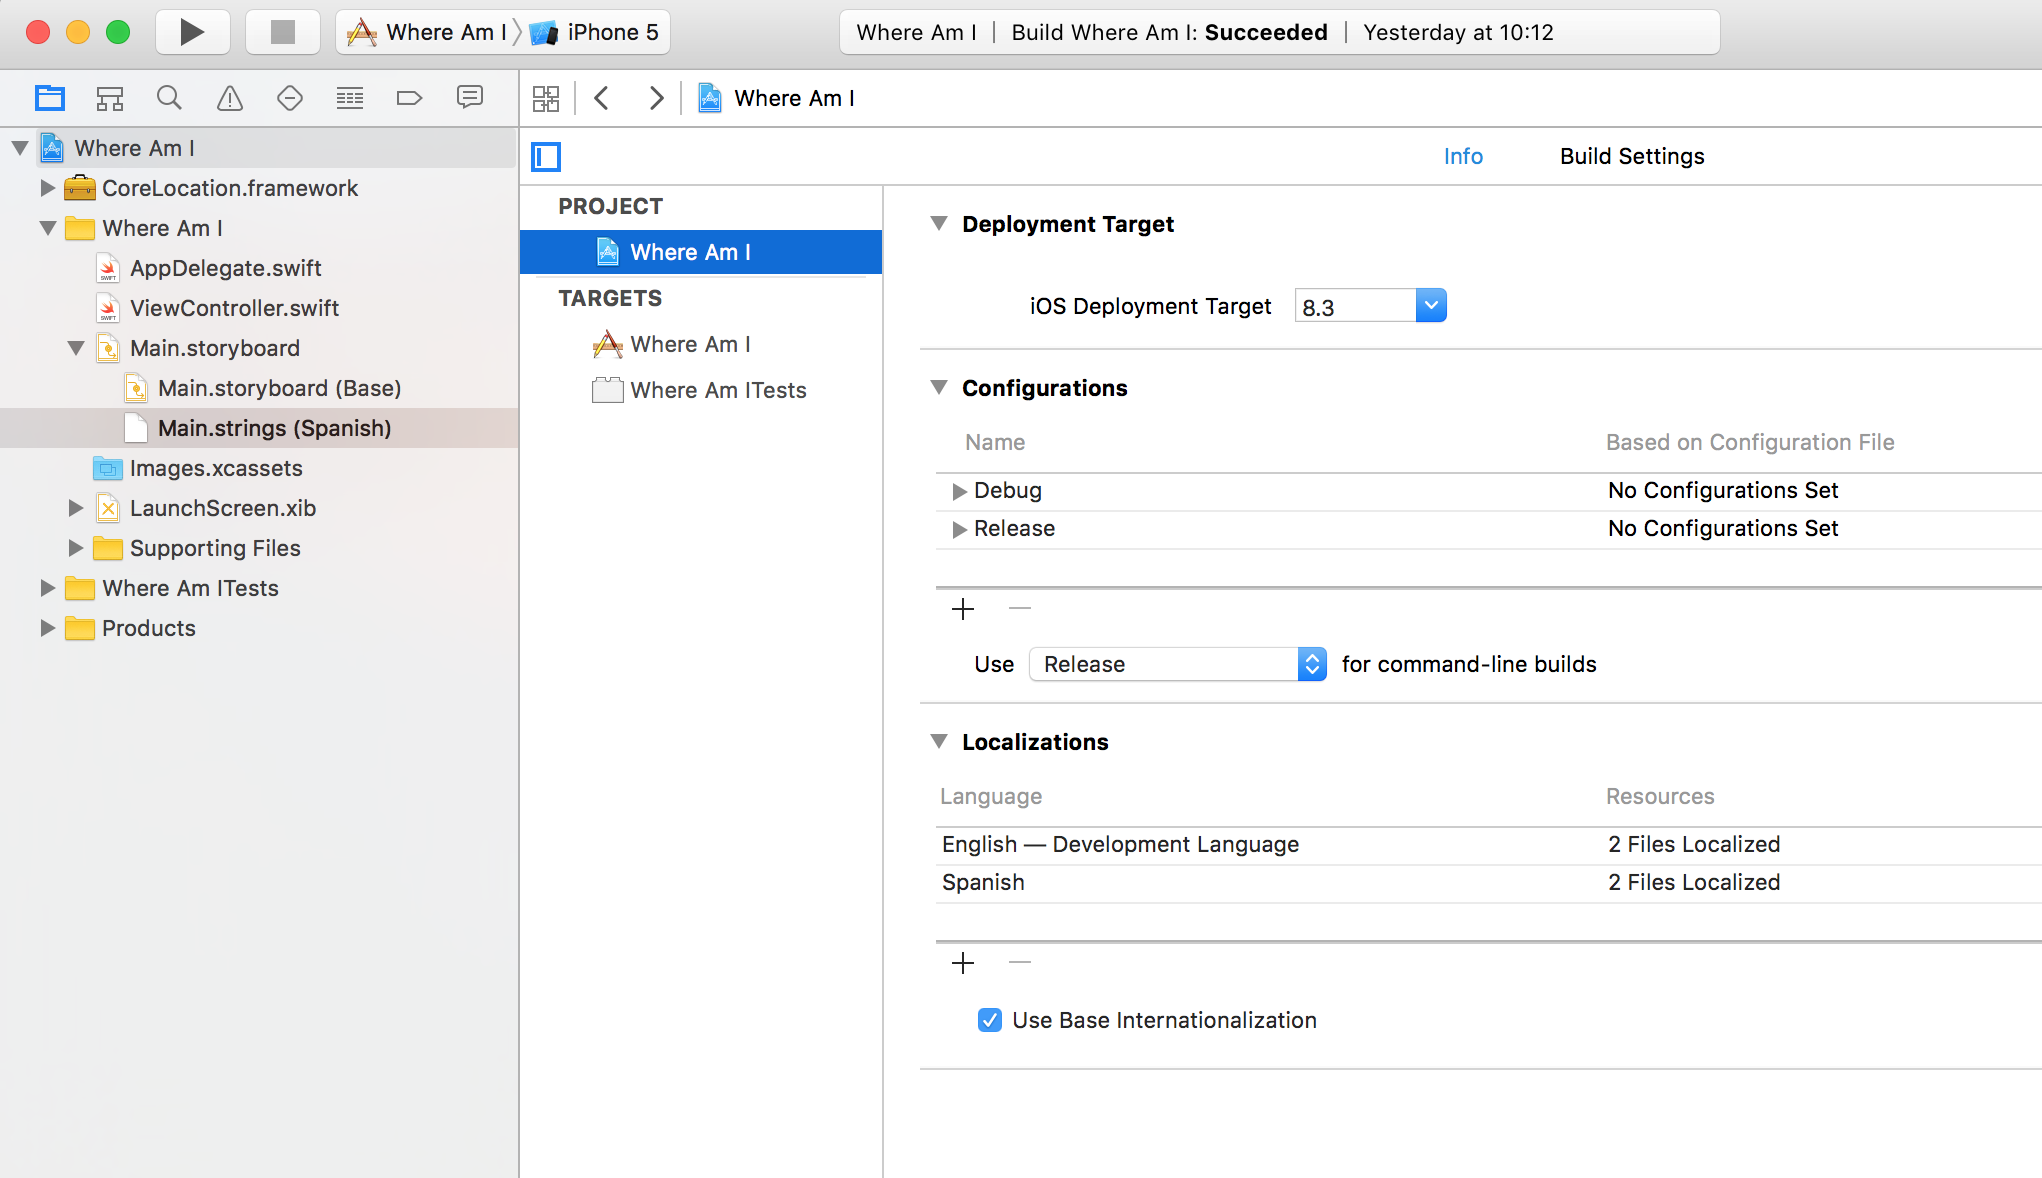 Where Am I
iPhone 5
Where Am I | Build Where Am I: Succeeded | Yesterday at 10:12
Where Am I
Where Am I
CoreLocation.framework
Where Am I
AppDelegate.swift
ViewController.swift
Main.storyboard
Main.storyboard (Base)
Main.strings (Spanish)
Images.xcassets
LaunchScreen.xib
Supporting Files
Where Am ITests
Products
Info
Build Settings
PROJECT
Where Am I
TARGETS
Where Am I
Where Am ITests
Deployment Target
iOS Deployment Target 8.3
Configurations
Name Based on Configuration File
Debug No Configurations Set
Release No Configurations Set
Use Release for command-line builds
Localizations
Language Resources
English — Development Language 2 Files Localized
Spanish 2 Files Localized
Use Base Internationalization